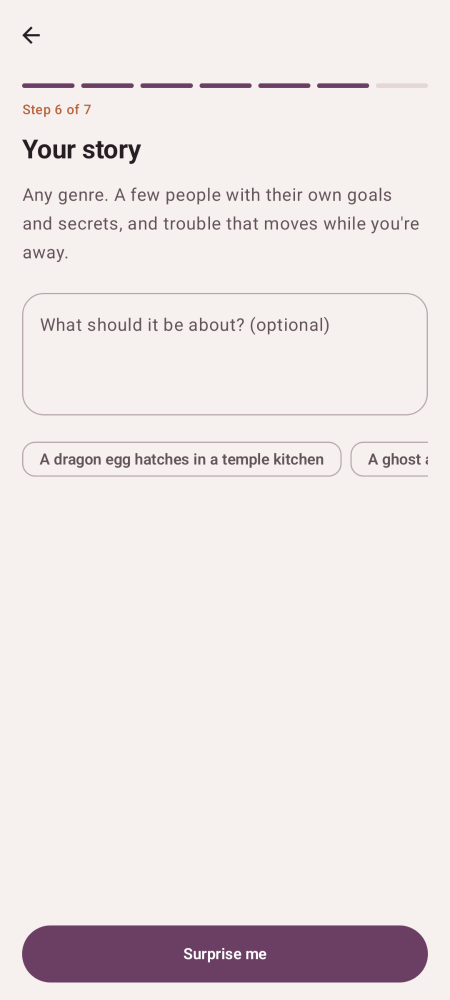 Step 6 of 7
Your story
Any genre. A few people with their own goals
and secrets, and trouble that moves while you're
away.
What should it be about? (optional)
A dragon egg hatches in a temple kitchen
A ghost
Surprise me